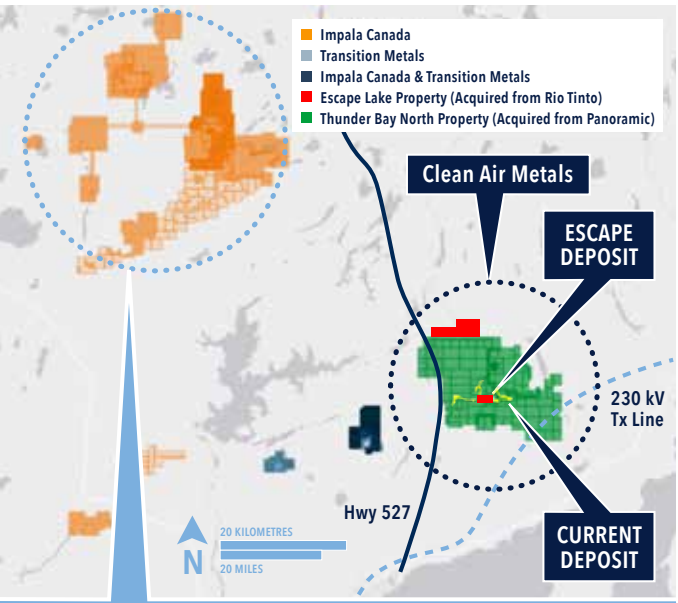 Impala Canada
Transition Metals
Impala Canada & Transition Metals
Escape Lake Property (Acquired from Rio Tinto)
Thunder Bay North Property (Acquired from Panoramic)
Clean Air Metals
ESCAPE
DEPOSIT
230 kV
Tx Line
Hwy 527
CURRENT
DEPOSIT
N
20 KILOMETRES
20 MILES